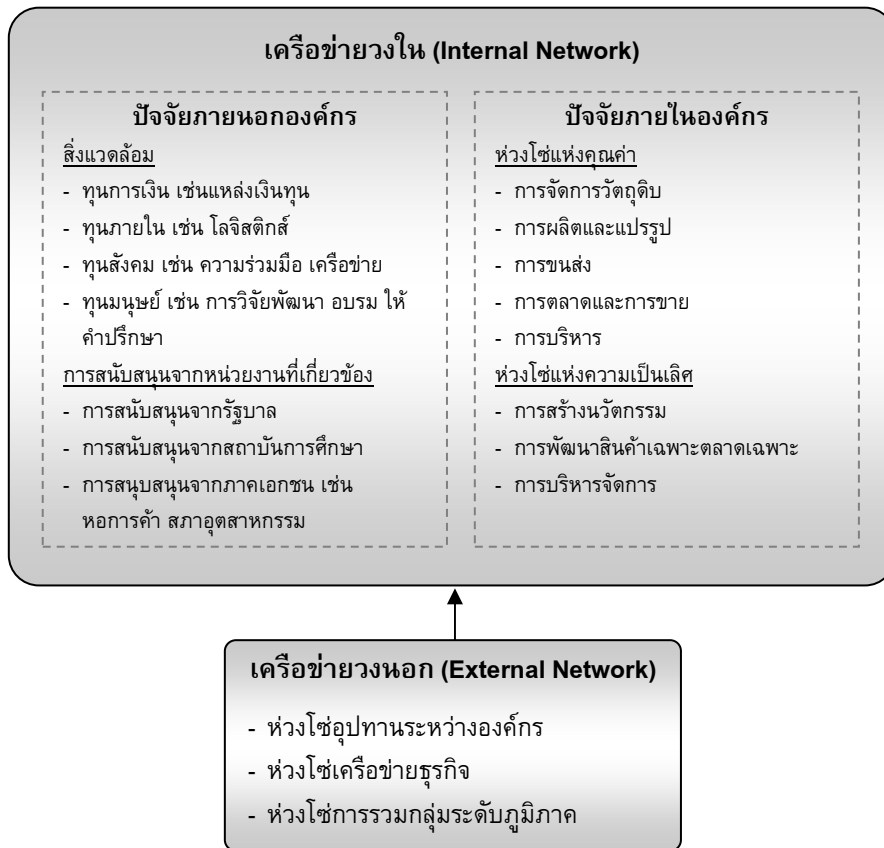 เครือข่ายวงใน (Internal Network)
ปัจจัยภายนอกองค์กร
สิ่งแวดล้อม
- ทุนการเงิน เช่นแหล่งเงินทุน
- ทุนภายใน เช่น โลจิสติกส์
- ทุนสังคม เช่น ความร่วมมือ เครือข่าย
- ทุนมนุษย์ เช่น การวิจัยพัฒนา อบรม ให้
คำปรึกษา
การสนับสนุนจากหน่วยงานที่เกี่ยวข้อง
- การสนับสนุนจากรัฐบาล
- การสนับสนุนจากสถาบันการศึกษา
- การสนุบสนุนจากภาคเอกชน เช่น
หอการค้า สภาอุตสาหกรรม
ปัจจัยภายในองค์กร
ห่วงโซ่แห่งคุณค่า
- การจัดการวัตถุดิบ
- การผลิตและแปรรูป
- การขนส่ง
- การตลาดและการขาย
- การบริหาร
ห่วงโซ่แห่งความเป็นเลิศ
- การสร้างนวัตกรรม
- การพัฒนาสินค้าเฉพาะตลาดเฉพาะ
- การบริหารจัดการ
เครือข่ายวงนอก (External Network)
- ห่วงโซ่อุปทานระหว่างองค์กร
- ห่วงโซ่เครือข่ายธุรกิจ
- ห่วงโซ่การรวมกลุ่มระดับภูมิภาค